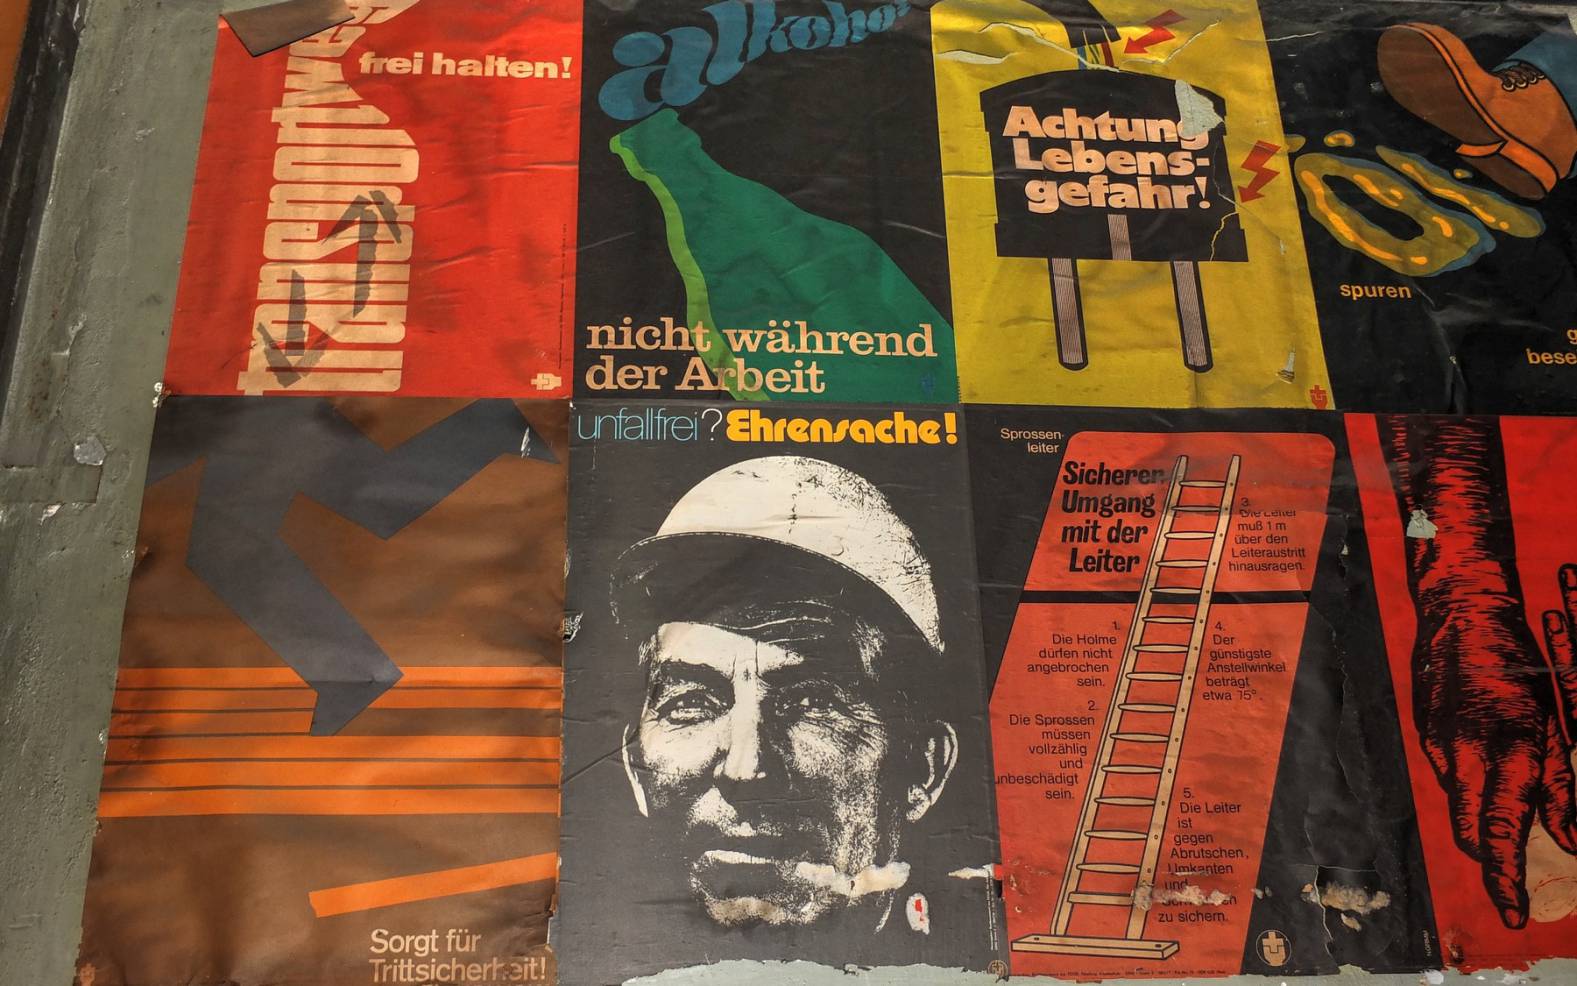 frei halten!
alkohol
nicht während
der Arbeit
Achtung
Lebens-
gefahr!
Öl
spuren
g
bese
Sorgt für
Trittsicherheit!
unfallfrei? Ehrensache!
Sprossen-
leiter
Sicherer
Umgang
mit der
Leiter
1.
Die Holme
dürfen nicht
angebrochen
sein.
2.
Die Sprossen
müssen
vollzählig
und
unbeschädigt
sein.
3.
Die Leiter
muß 1 m
über den
Leiteraustritt
hinausragen.
4.
Der
günstigste
Anstellwinkel
beträgt
etwa 75°.
5.
Die Leiter
ist
gegen
Abrutschen,
Umkanten
und
zu sichern.